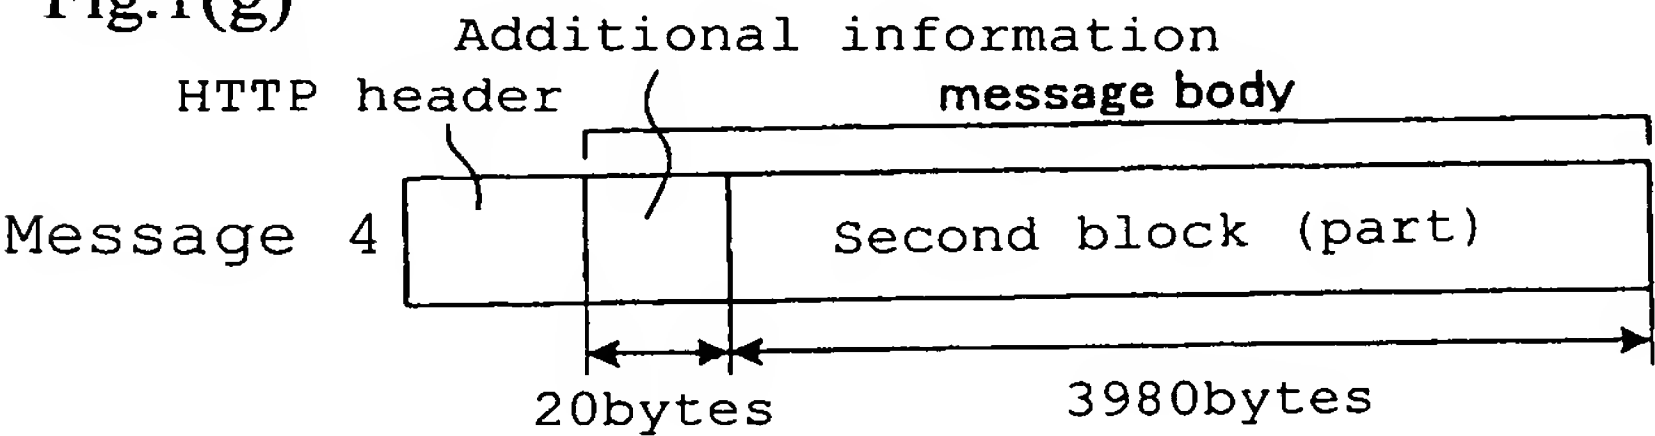 Fig.1(g)
Additional information
HTTP header
message body
Message 4
Second block (part)
20bytes
3980bytes